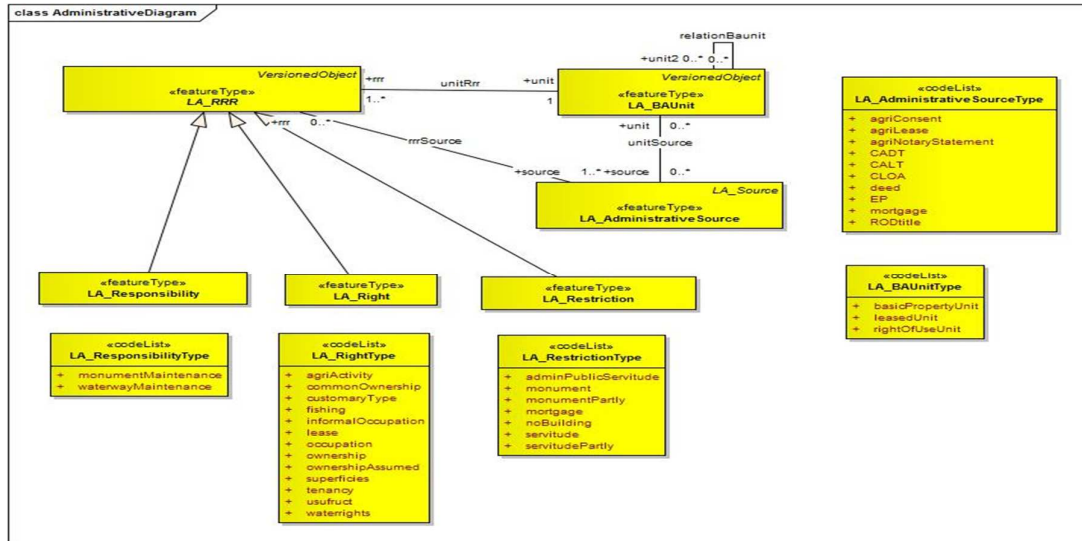 class AdministrativeDiagram
relationBaunit
+unit2 0..* 0..*
VersionedObject
«featureType»
LA_RRR
+rrr
1..*
unitRrr
+unit
1
VersionedObject
«featureType»
LA_BAUnit
+rrr 0..*
rrrSource
+source 1..*
+unit 0..*
unitSource
+source 0..*
LA_Source
«featureType»
LA_AdministrativeSource
«codeList»
LA_AdministrativeSourceType
+ agriConsent
+ agriLease
+ agriNotaryStatement
+ CADT
+ CALT
+ CLOA
+ deed
+ EP
+ mortgage
+ RODtitle
«featureType»
LA_Responsibility
«featureType»
LA_Right
«featureType»
LA_Restriction
«codeList»
LA_BAUnitType
+ basicPropertyUnit
+ leasedUnit
+ rightOfUseUnit
«codeList»
LA_ResponsibilityType
+ monumentMaintenance
+ waterwayMaintenance
«codeList»
LA_RightType
+ agriActivity
+ commonOwnership
+ customaryType
+ fishing
+ informalOccupation
+ lease
+ occupation
+ ownership
+ ownershipAssumed
+ superficies
+ tenancy
+ usufruct
+ waterrights
«codeList»
LA_RestrictionType
+ adminPublicServitude
+ monument
+ monumentPartly
+ mortgage
+ noBuilding
+ servitude
+ servitudePartly